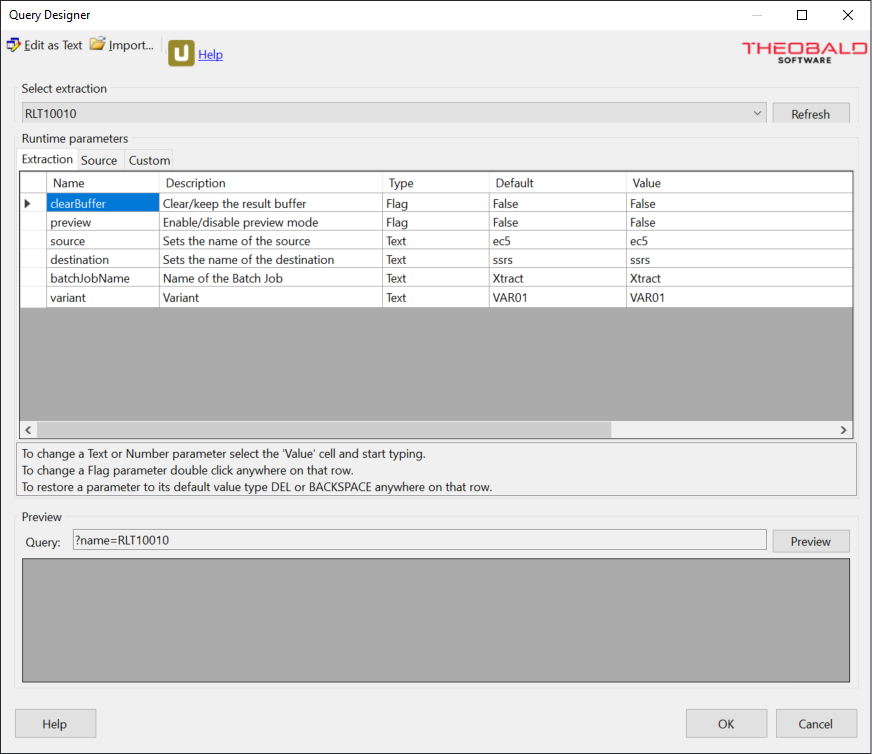 Query Designer
Edit as Text Import... U Help THEOBALD
SOFTWARE
Select extraction
RLT10010 Refresh
Runtime parameters
Extraction Source Custom
Name Description Type Default Value
clearBuffer Clear/keep the result buffer Flag False False
preview Enable/disable preview mode Flag False False
source Sets the name of the source Text ec5 ec5
destination Sets the name of the destination Text ssrs ssrs
batchJobName Name of the Batch Job Text Xtract Xtract
variant Variant Text VAR01 VAR01
To change a Text or Number parameter select the 'Value' cell and start typing.
To change a Flag parameter double click anywhere on that row.
To restore a parameter to its default value type DEL or BACKSPACE anywhere on that row.
Preview
Query: ?name=RLT10010 Preview
Help OK Cancel